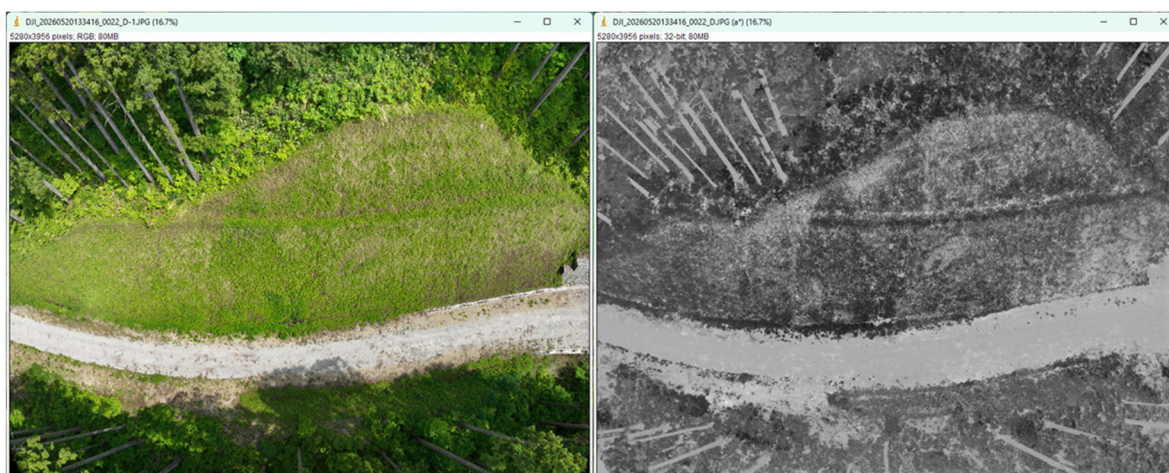 DJI_20260520133416_0022_D-1.JPG (16.7%)
5280x3956 pixels; RGB; 80MB
DJI_20260520133416_0022_D.JPG (a*) (16.7%)
5280x3956 pixels; 32-bit; 80MB